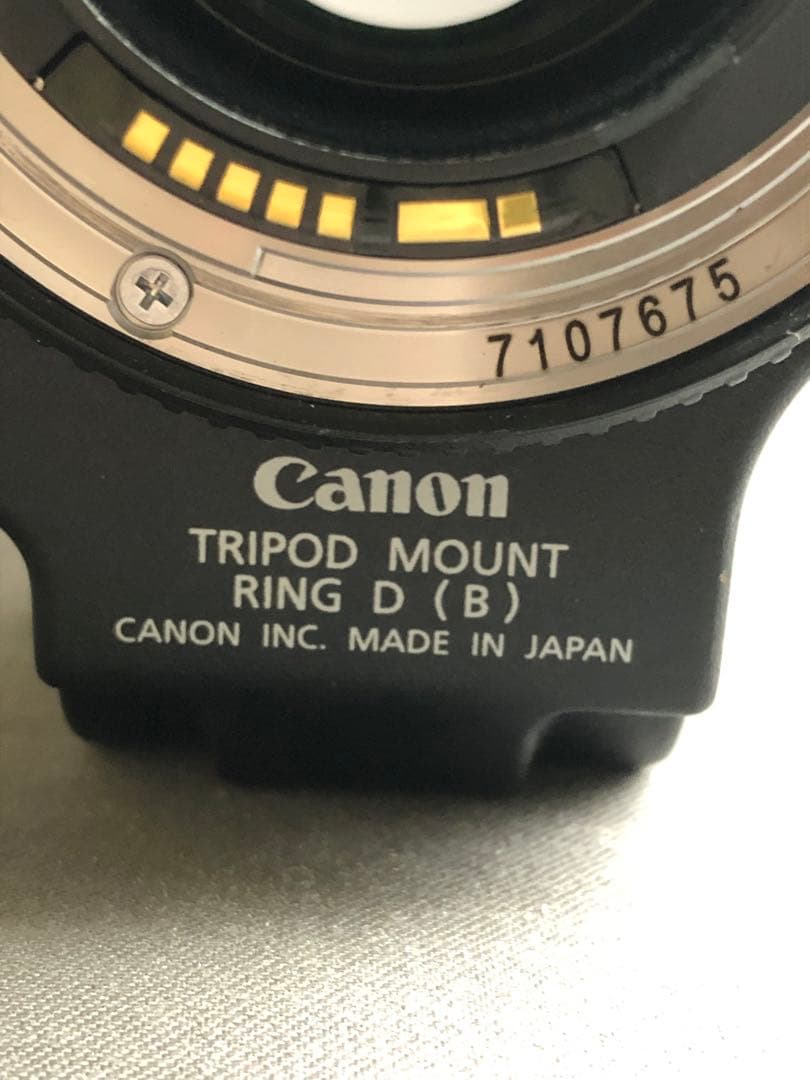 7107675
Canon
TRIPOD MOUNT
RING D (B)
CANON INC. MADE IN JAPAN